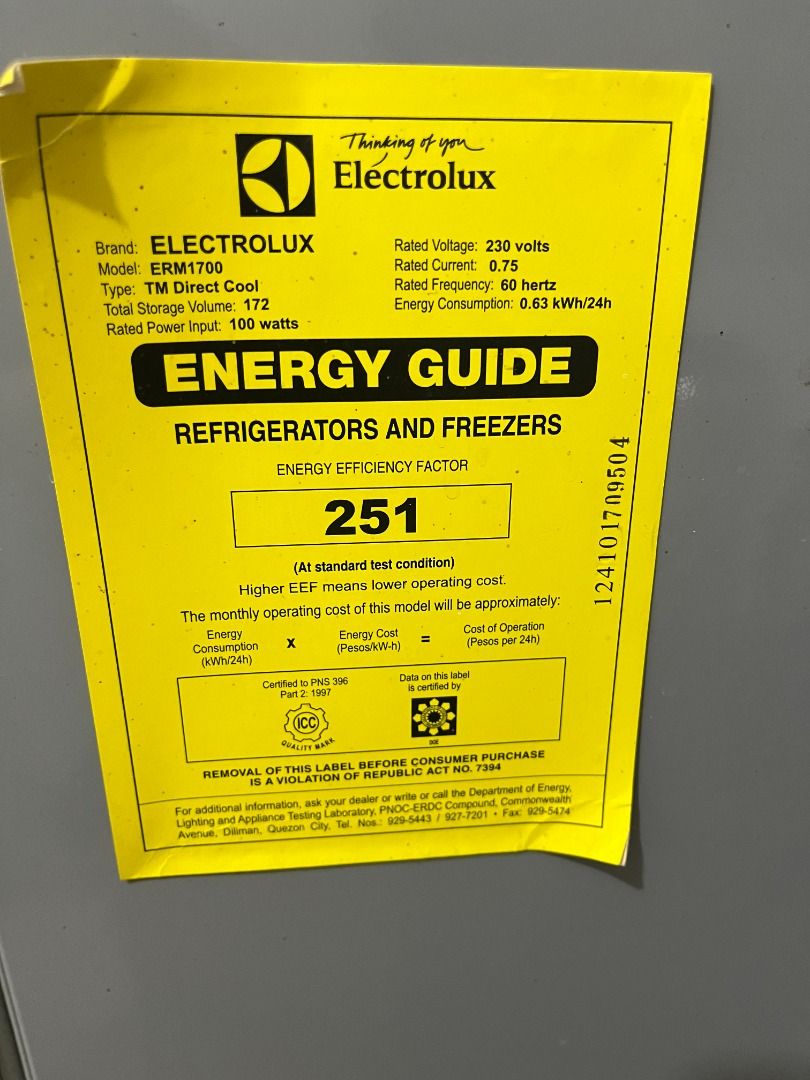 Thinking of you
Electrolux
Brand: ELECTROLUX
Model: ERM1700
Type: TM Direct Cool
Total Storage Volume: 172
Rated Power Input: 100 watts
Rated Voltage: 230 volts
Rated Current: 0.75
Rated Frequency: 60 hertz
Energy Consumption: 0.63 kWh/24h
ENERGY GUIDE
REFRIGERATORS AND FREEZERS
ENERGY EFFICIENCY FACTOR
251
(At standard test condition)
Higher EEF means lower operating cost.
The monthly operating cost of this model will be approximately:
Energy
Consumption
(kWh/24h)
x
Energy Cost
(Pesos/kW-h)
=
Cost of Operation
(Pesos per 24h)
Certified to PNS 396
Part 2: 1997
ICC
QUALITY MARK
Data on this label
is certified by
DOE
REMOVAL OF THIS LABEL BEFORE CONSUMER PURCHASE
IS A VIOLATION OF REPUBLIC ACT NO. 7394
For additional information, ask your dealer or write or call the Department of Energy,
Lighting and Appliance Testing Laboratory, PNOC-ERDC Compound, Commonwealth
Avenue, Diliman, Quezon City, Tel. Nos.: 929-5443 / 927-7201 • Fax: 929-5474
124101709504